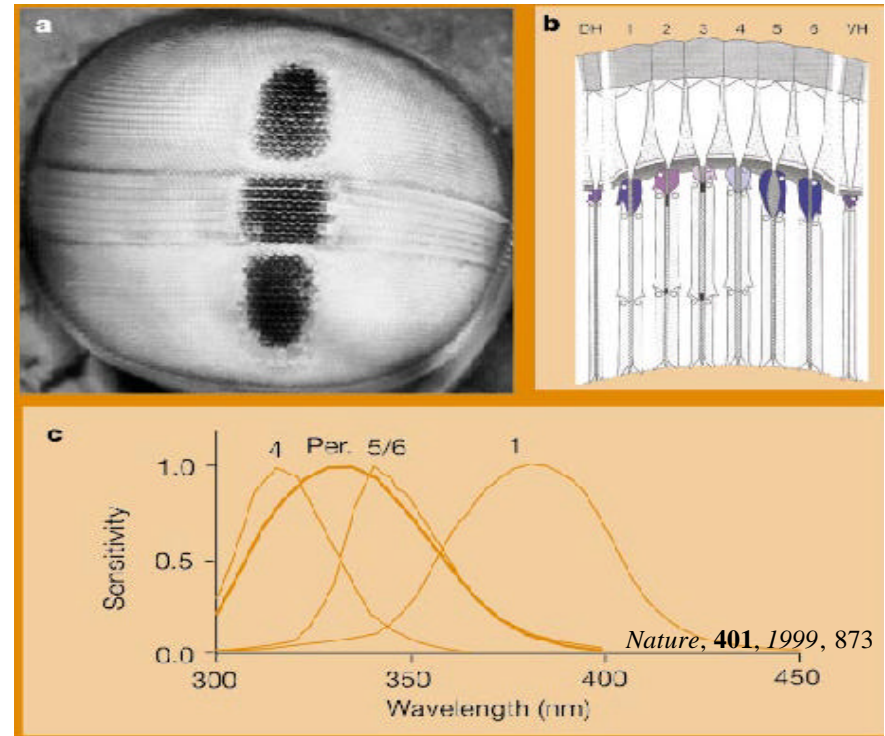 a
b
DH 1 2 3 4 5 6 VH
c
4 Per. 5/6 1
1.0
0.5
0.0
Sensitivity
300 350 400 450
Wavelength (nm)
Nature, 401, 1999, 873